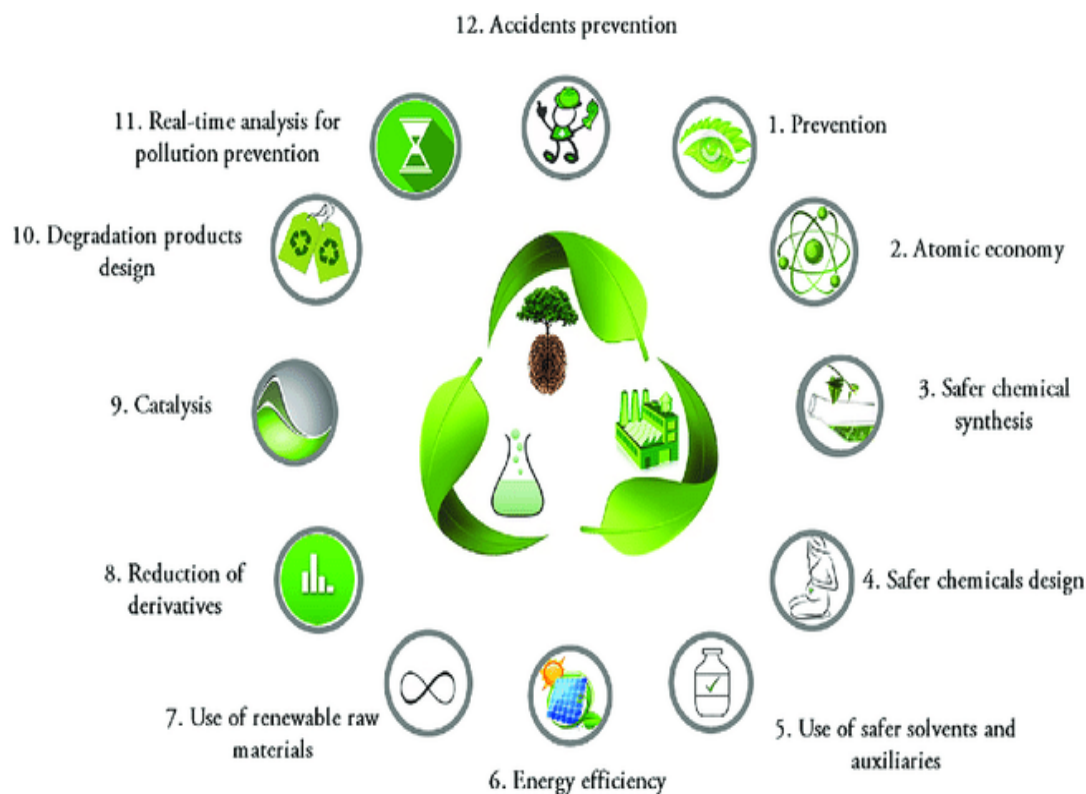 12. Accidents prevention
1. Prevention
2. Atomic economy
3. Safer chemical
synthesis
4. Safer chemicals design
5. Use of safer solvents and
auxiliaries
6. Energy efficiency
7. Use of renewable raw
materials
8. Reduction of
derivatives
9. Catalysis
10. Degradation products
design
11. Real-time analysis for
pollution prevention